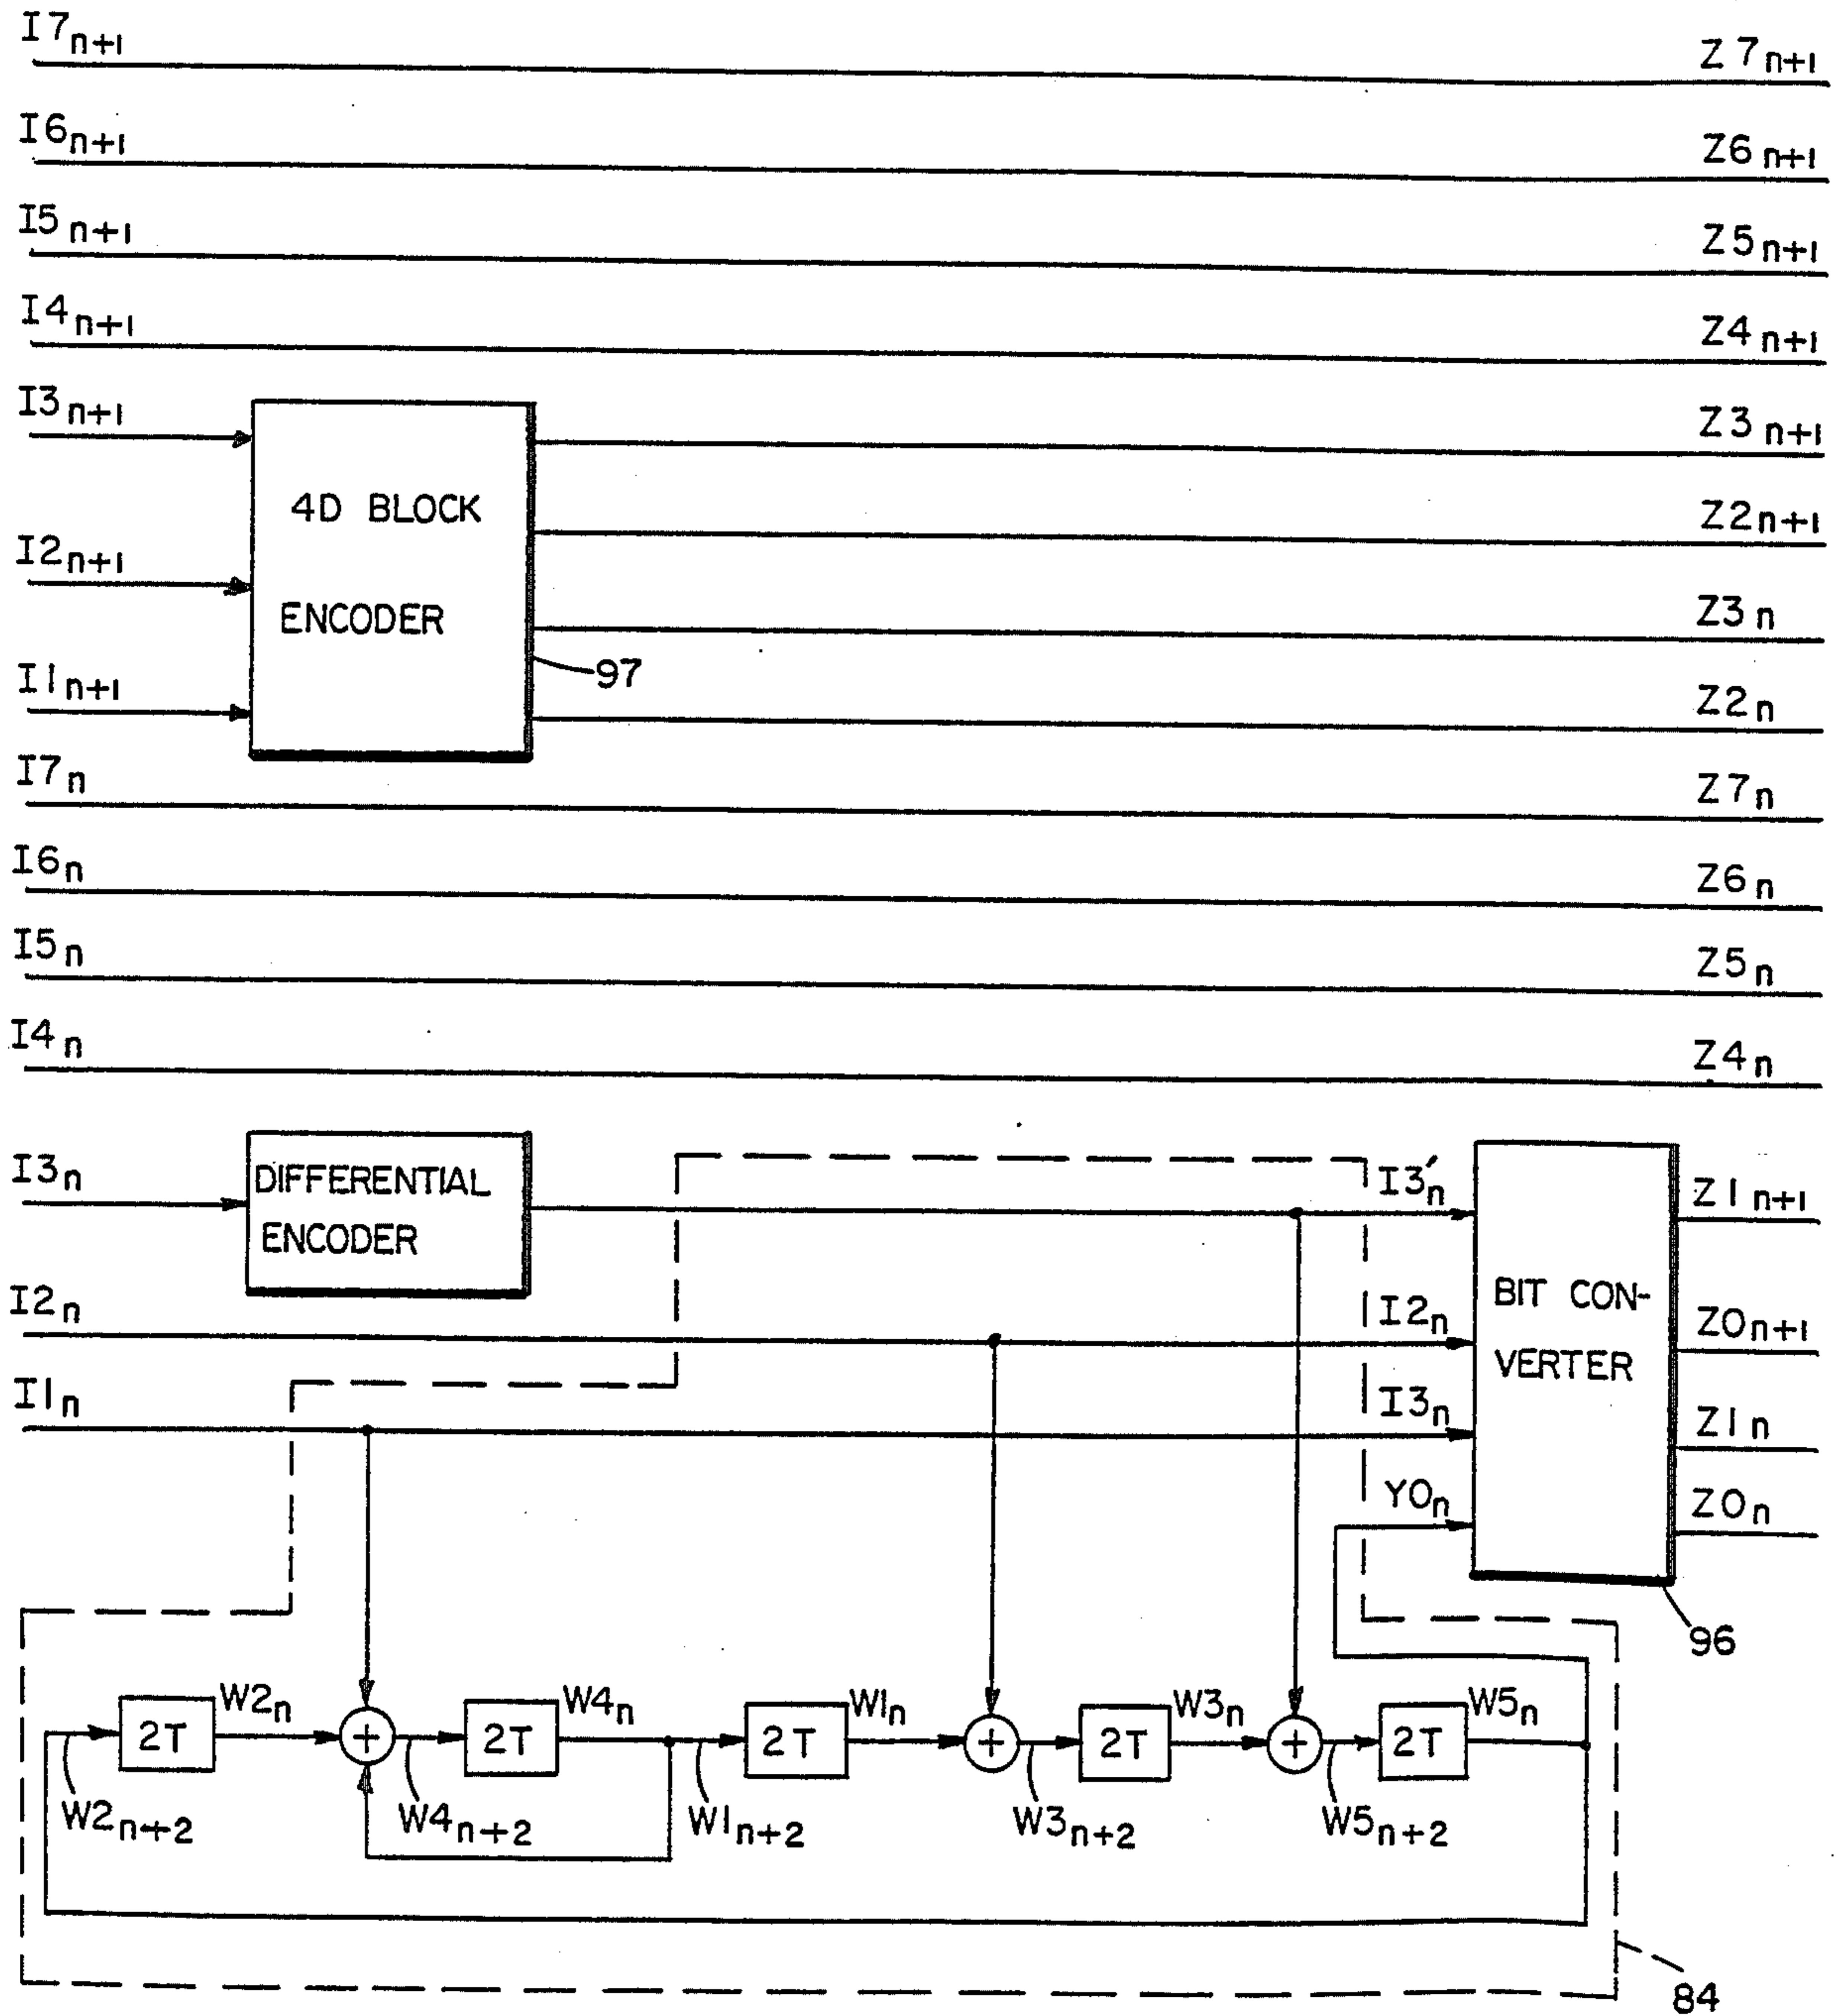 I7n+1 Z7n+1
I6n+1 Z6n+1
I5n+1 Z5n+1
I4n+1 Z4n+1
I3n+1 Z3n+1
4D BLOCK
Z2n+1
I2n+1
ENCODER
Z3n
97
I1n+1 Z2n
I7n Z7n
I6n Z6n
I5n Z5n
I4n Z4n
I3n
DIFFERENTIAL
ENCODER
I3′n
Z1n+1
I2n
I2n
BIT CON-
VERTER
Z0n+1
I1n
I3n
Z1n
Y0n
Z0n
96
2T
W2n
+
2T
W4n
2T
W1n
+
2T
W3n
+
2T
W5n
W2n+2
W4n+2
W1n+2
W3n+2
W5n+2
84